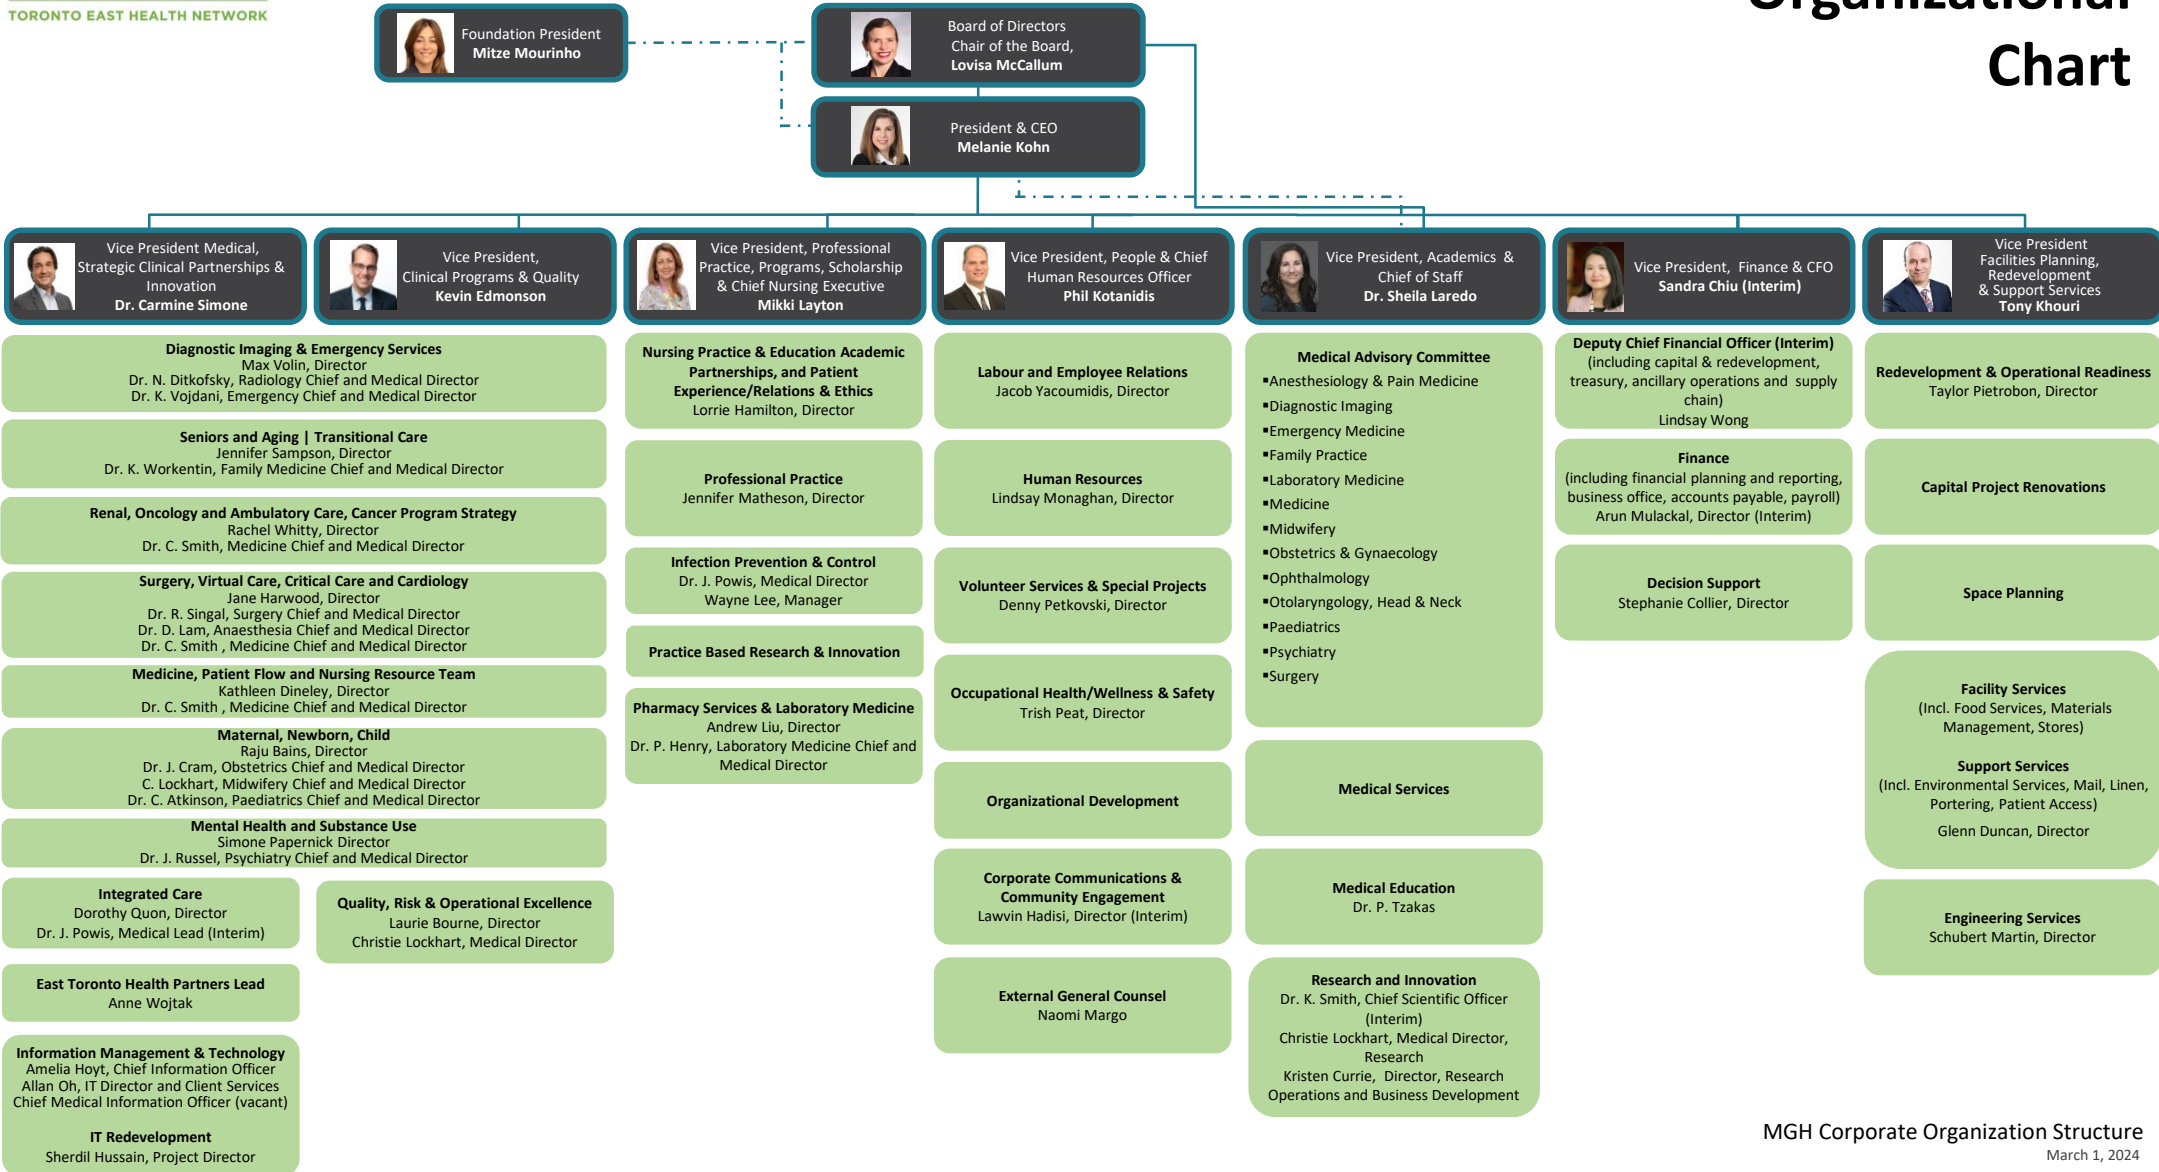 TORONTO EAST HEALTH NETWORK
Organizational
Chart
Foundation President
Mitze Mourinho
Board of Directors
Chair of the Board,
Lovisa McCallum
President & CEO
Melanie Kohn
Vice President Medical,
Strategic Clinical Partnerships &
Innovation
Dr. Carmine Simone
Vice President,
Clinical Programs & Quality
Kevin Edmonson
Vice President, Professional
Practice, Programs, Scholarship
& Chief Nursing Executive
Mikki Layton
Vice President, People & Chief
Human Resources Officer
Phil Kotanidis
Vice President, Academics &
Chief of Staff
Dr. Sheila Laredo
Vice President, Finance & CFO
Sandra Chiu (Interim)
Vice President
Facilities Planning,
Redevelopment
& Support Services
Tony Khouri
Diagnostic Imaging & Emergency Services
Max Volin, Director
Dr. N. Ditkofsky, Radiology Chief and Medical Director
Dr. K. Vojdani, Emergency Chief and Medical Director
Seniors and Aging | Transitional Care
Jennifer Sampson, Director
Dr. K. Workentin, Family Medicine Chief and Medical Director
Renal, Oncology and Ambulatory Care, Cancer Program Strategy
Rachel Whitty, Director
Dr. C. Smith, Medicine Chief and Medical Director
Surgery, Virtual Care, Critical Care and Cardiology
Jane Harwood, Director
Dr. R. Singal, Surgery Chief and Medical Director
Dr. D. Lam, Anaesthesia Chief and Medical Director
Dr. C. Smith , Medicine Chief and Medical Director
Medicine, Patient Flow and Nursing Resource Team
Kathleen Dineley, Director
Dr. C. Smith , Medicine Chief and Medical Director
Maternal, Newborn, Child
Raju Bains, Director
Dr. J. Cram, Obstetrics Chief and Medical Director
C. Lockhart, Midwifery Chief and Medical Director
Dr. C. Atkinson, Paediatrics Chief and Medical Director
Mental Health and Substance Use
Simone Papernick Director
Dr. J. Russel, Psychiatry Chief and Medical Director
Integrated Care
Dorothy Quon, Director
Dr. J. Powis, Medical Lead (Interim)
Quality, Risk & Operational Excellence
Laurie Bourne, Director
Christie Lockhart, Medical Director
East Toronto Health Partners Lead
Anne Wojtak
Information Management & Technology
Amelia Hoyt, Chief Information Officer
Allan Oh, IT Director and Client Services
Chief Medical Information Officer (vacant)
IT Redevelopment
Sherdil Hussain, Project Director
Nursing Practice & Education Academic
Partnerships, and Patient
Experience/Relations & Ethics
Lorrie Hamilton, Director
Professional Practice
Jennifer Matheson, Director
Infection Prevention & Control
Dr. J. Powis, Medical Director
Wayne Lee, Manager
Practice Based Research & Innovation
Pharmacy Services & Laboratory Medicine
Andrew Liu, Director
Dr. P. Henry, Laboratory Medicine Chief and
Medical Director
Labour and Employee Relations
Jacob Yacoumidis, Director
Human Resources
Lindsay Monaghan, Director
Volunteer Services & Special Projects
Denny Petkovski, Director
Occupational Health/Wellness & Safety
Trish Peat, Director
Organizational Development
Corporate Communications &
Community Engagement
Lawvin Hadisi, Director (Interim)
External General Counsel
Naomi Margo
Medical Advisory Committee
▪Anesthesiology & Pain Medicine
▪Diagnostic Imaging
▪Emergency Medicine
▪Family Practice
▪Laboratory Medicine
▪Medicine
▪Midwifery
▪Obstetrics & Gynaecology
▪Ophthalmology
▪Otolaryngology, Head & Neck
▪Paediatrics
▪Psychiatry
▪Surgery
Medical Services
Medical Education
Dr. P. Tzakas
Research and Innovation
Dr. K. Smith, Chief Scientific Officer
(Interim)
Christie Lockhart, Medical Director,
Research
Kristen Currie, Director, Research
Operations and Business Development
Deputy Chief Financial Officer (Interim)
(including capital & redevelopment,
treasury, ancillary operations and supply
chain)
Lindsay Wong
Finance
(including financial planning and reporting,
business office, accounts payable, payroll)
Arun Mulackal, Director (Interim)
Decision Support
Stephanie Collier, Director
Redevelopment & Operational Readiness
Taylor Pietrobon, Director
Capital Project Renovations
Space Planning
Facility Services
(Incl. Food Services, Materials
Management, Stores)
Support Services
(Incl. Environmental Services, Mail, Linen,
Portering, Patient Access)
Glenn Duncan, Director
Engineering Services
Schubert Martin, Director
MGH Corporate Organization Structure
March 1, 2024